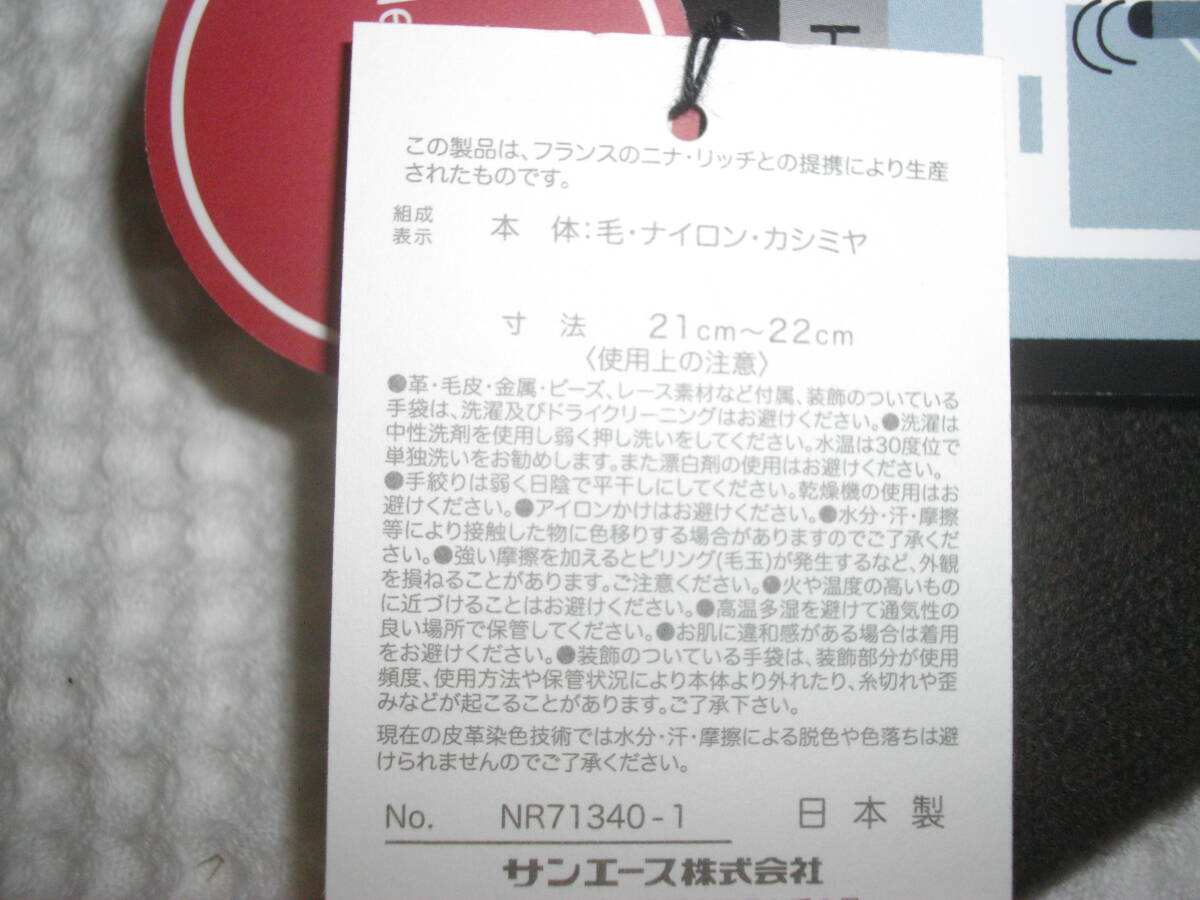 この製品は、フランスのニナ・リッチとの提携により生産
されたものです。
組成
表示
本 体:毛・ナイロン・カシミヤ
寸 法 21cm～22cm
〈使用上の注意〉
●革・毛皮・金属・ビーズ、レース素材など付属、装飾のついている
手袋は、洗濯及びドライクリーニングはお避けください。●洗濯は
中性洗剤を使用し弱く押し洗いをしてください。水温は30度位で
単独洗いをお勧めします。また漂白剤の使用はお避けください。
●手絞りは弱く日陰で平干しにしてください。乾燥機の使用はお
避けください。●アイロンかけはお避けください。●水分・汗・摩擦
等により接触した物に色移りする場合がありますのでご了承くだ
さい。●強い摩擦を加えるとピリング(毛玉)が発生するなど、外観
を損ねることがあります。ご注意ください。●火や温度の高いもの
に近づけることはお避けください。●高温多湿を避けて通気性の
良い場所で保管してください。●お肌に違和感がある場合は着用
をお避けください。●装飾のついている手袋は、装飾部分が使用
頻度、使用方法や保管状況により本体より外れたり、糸切れや歪
みなどが起こることがあります。ご了承下さい。
現在の皮革染色技術では水分・汗・摩擦による脱色や色落ちは避
けられませんのでご了承ください。
No. NR71340-1 日本製
サンエース株式会社